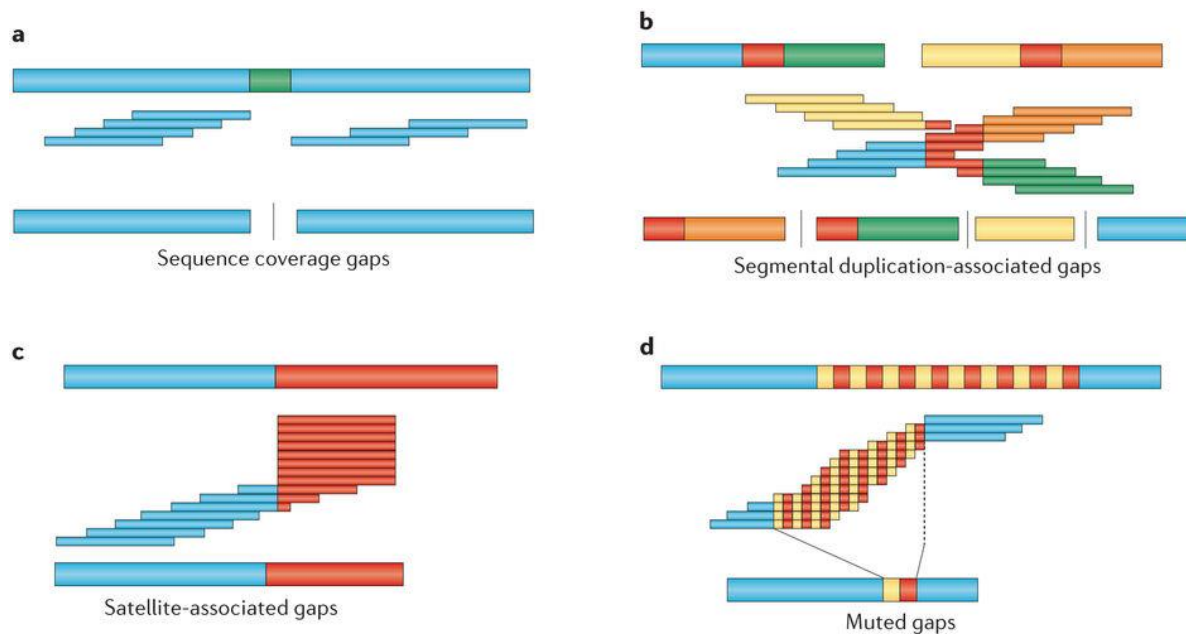 a
Sequence coverage gaps
b
Segmental duplication-associated gaps
c
Satellite-associated gaps
d
Muted gaps